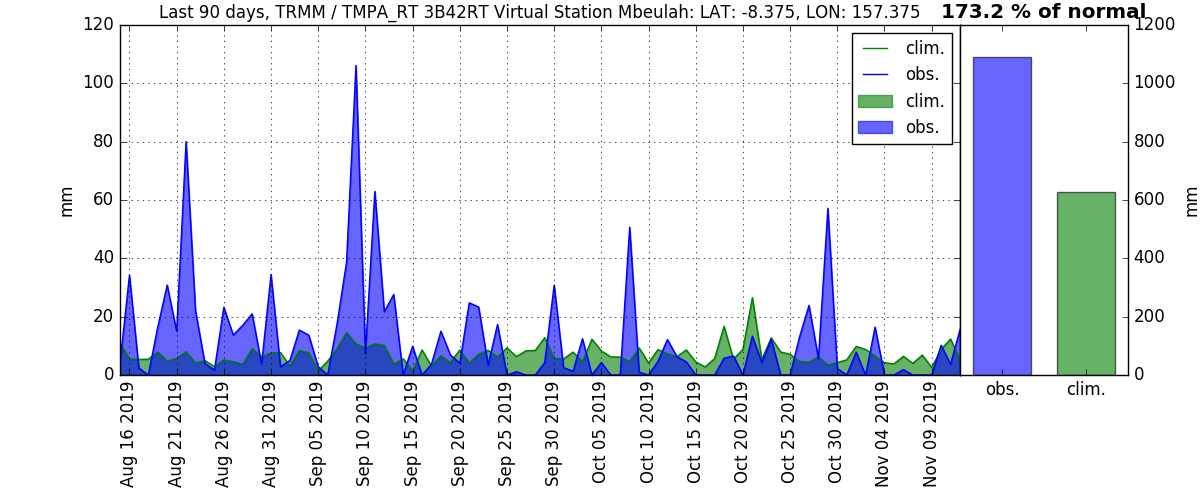 Last 90 days, TRMM / TMPA_RT 3B42RT Virtual Station Mbeulah: LAT: -8.375, LON: 157.375
173.2 % of normal
120
100
80
60
40
20
0
mm
clim.
obs.
clim.
obs.
1200
1000
800
600
400
200
0
mm
obs.
clim.
Aug 16 2019
Aug 21 2019
Aug 26 2019
Aug 31 2019
Sep 05 2019
Sep 10 2019
Sep 15 2019
Sep 20 2019
Sep 25 2019
Sep 30 2019
Oct 05 2019
Oct 10 2019
Oct 15 2019
Oct 20 2019
Oct 25 2019
Oct 30 2019
Nov 04 2019
Nov 09 2019